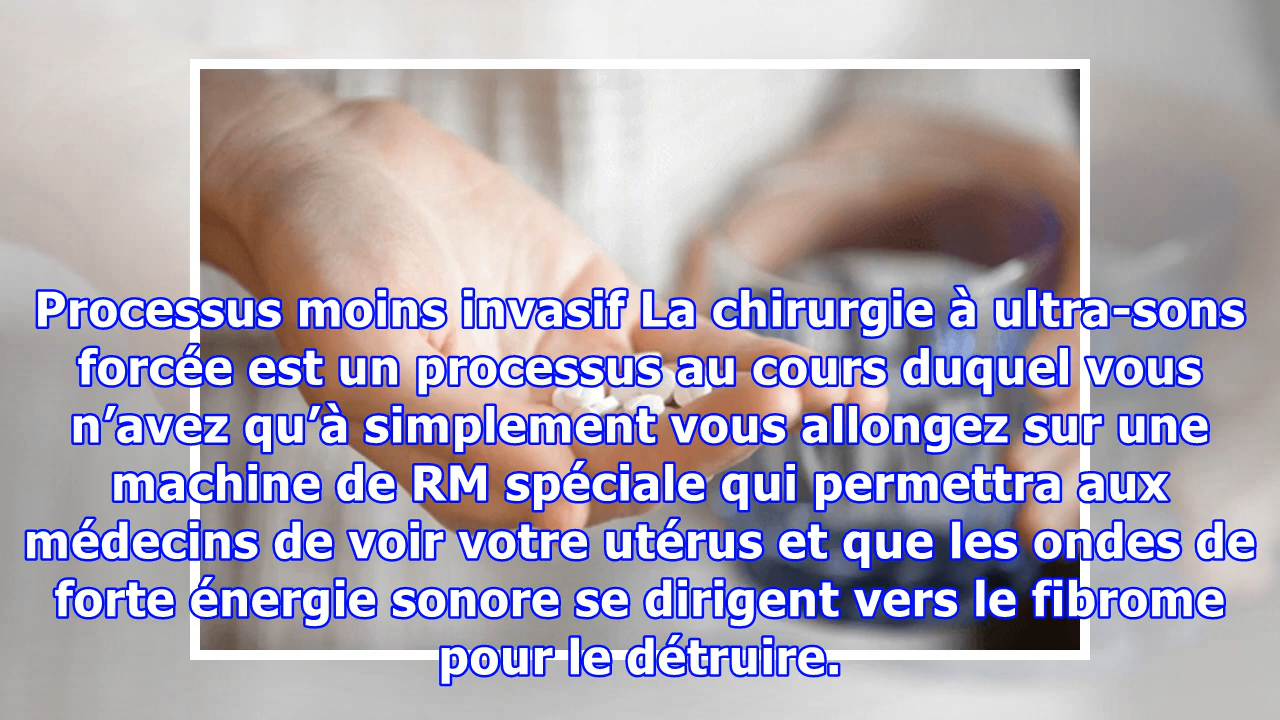 Processus moins invasif La chirurgie à ultra-sons
forcée est un processus au cours duquel vous
n’avez qu’à simplement vous allongez sur une
machine de RM spéciale qui permettra aux
médecins de voir votre utérus et que les ondes de
forte énergie sonore se dirigent vers le fibrome
pour le détruire.